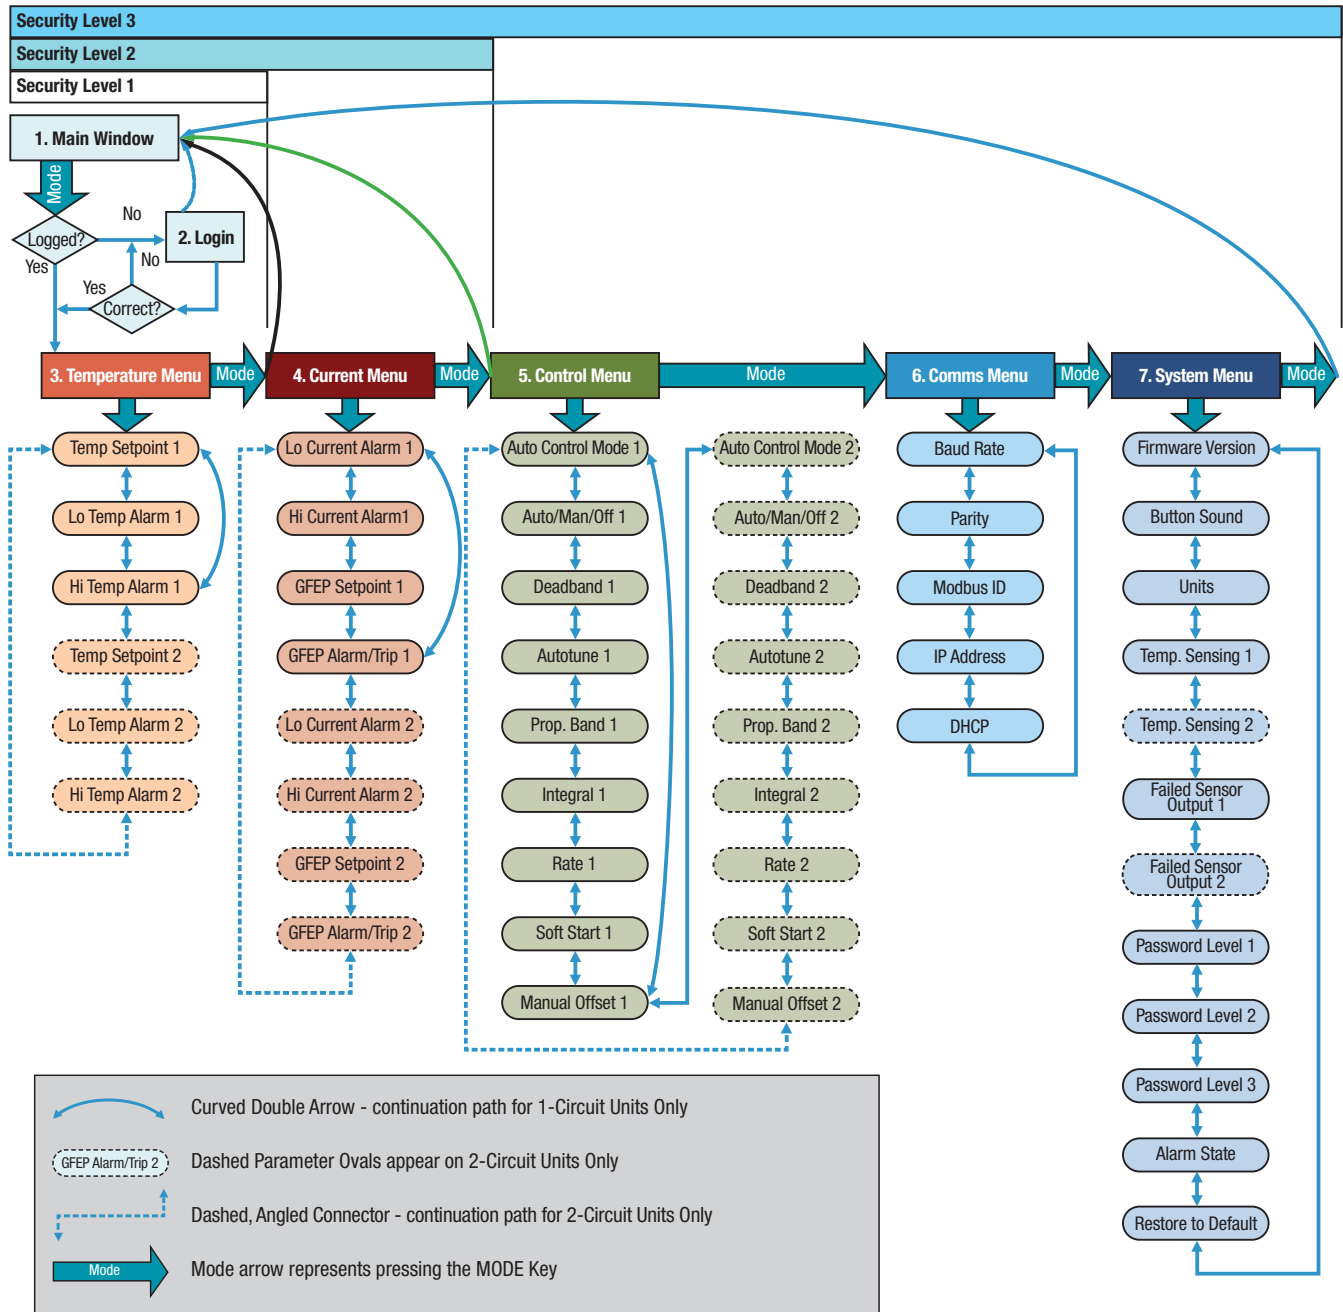 Security Level 3
Security Level 2
Security Level 1
1. Main Window
Mode
Logged?
No
2. Login
Yes
No
Yes
Correct?
3. Temperature Menu
Mode
4. Current Menu
Mode
5. Control Menu
Mode
6. Comms Menu
Mode
7. System Menu
Mode
Temp Setpoint 1
Lo Temp Alarm 1
Hi Temp Alarm 1
Temp Setpoint 2
Lo Temp Alarm 2
Hi Temp Alarm 2
Lo Current Alarm 1
Hi Current Alarm1
GFEP Setpoint 1
GFEP Alarm/Trip 1
Lo Current Alarm 2
Hi Current Alarm 2
GFEP Setpoint 2
GFEP Alarm/Trip 2
Auto Control Mode 1
Auto/Man/Off 1
Deadband 1
Autotune 1
Prop. Band 1
Integral 1
Rate 1
Soft Start 1
Manual Offset 1
Auto Control Mode 2
Auto/Man/Off 2
Deadband 2
Autotune 2
Prop. Band 2
Integral 2
Rate 2
Soft Start 2
Manual Offset 2
Baud Rate
Parity
Modbus ID
IP Address
DHCP
Firmware Version
Button Sound
Units
Temp. Sensing 1
Temp. Sensing 2
Failed Sensor
Output 1
Failed Sensor
Output 2
Password Level 1
Password Level 2
Password Level 3
Alarm State
Restore to Default
Curved Double Arrow - continuation path for 1-Circuit Units Only
GFEP Alarm/Trip 2
Dashed Parameter Ovals appear on 2-Circuit Units Only
Dashed, Angled Connector - continuation path for 2-Circuit Units Only
Mode
Mode arrow represents pressing the MODE Key